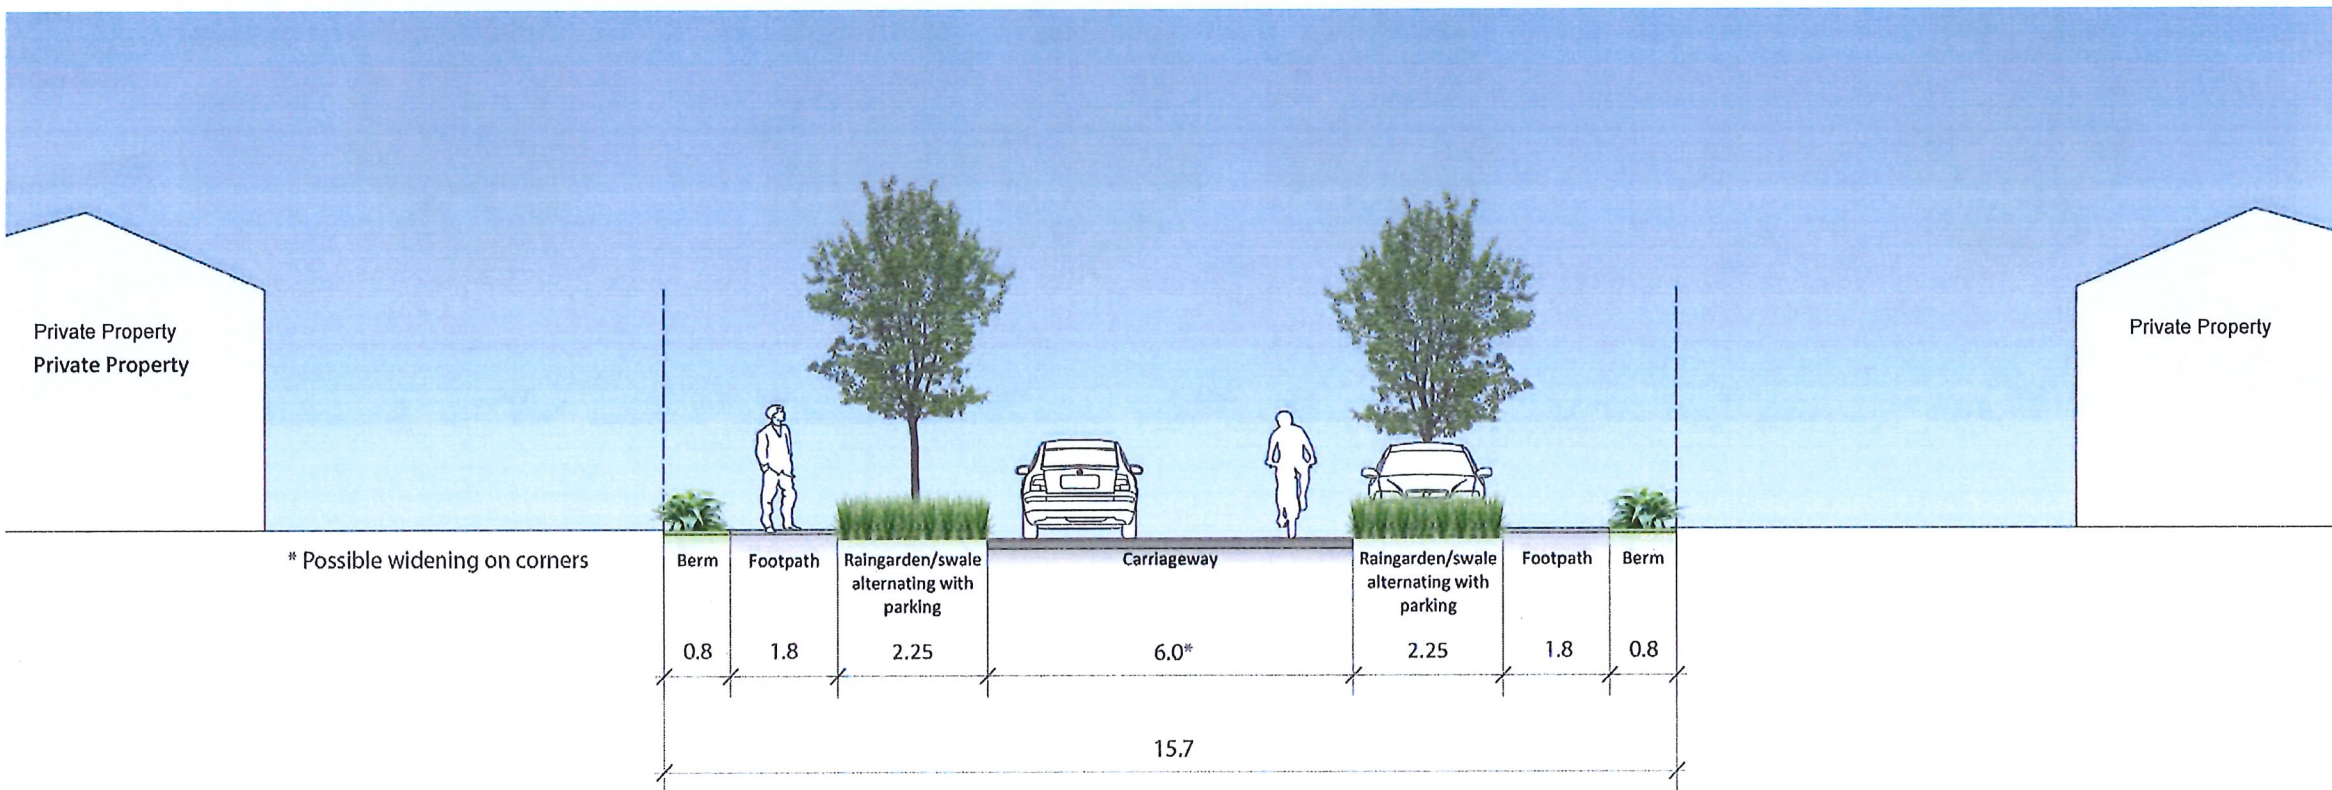 Private Property
Private Property
Private Property
* Possible widening on corners
Berm
Footpath
Raingarden/swale
alternating with
parking
Carriageway
Raingarden/swale
alternating with
parking
Footpath
Berm
0.8
1.8
2.25
6.0*
2.25
1.8
0.8
15.7